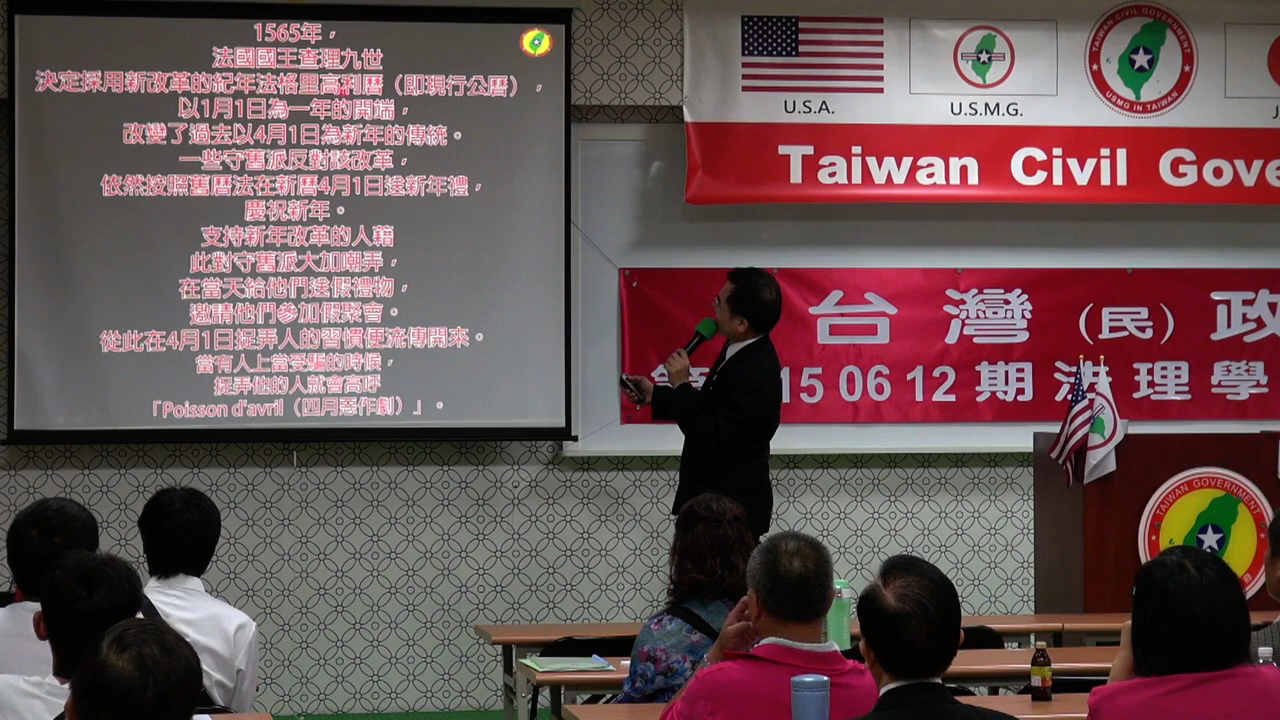 1565年，
法國國王查理九世
決定採用新改革的紀年法格里高利曆（即現行公曆），
以1月1日為一年的開端，
改變了過去以4月1日為新年的傳統。
一些守舊派反對該改革，
依然按照舊曆法在新曆4月1日送新年禮，
慶祝新年。
支持新年改革的人藉
此對守舊派大加嘲弄，
在當天給他們送假禮物，
邀請他們參加假聚會。
從此在4月1日捉弄人的習慣便流傳開來。
當有人上當受騙的時候，
捉弄他的人就會高呼
「Poisson d'avril（四月惡作劇）」。
U.S.A.
U.S.M.G.
TAIWAN CIVIL GOVERNMENT
USMG IN TAIWAN
J
Taiwan Civil Gove
台灣（民）政
15 06 12 期 法 理 學
TAIWAN GOVERNMENT